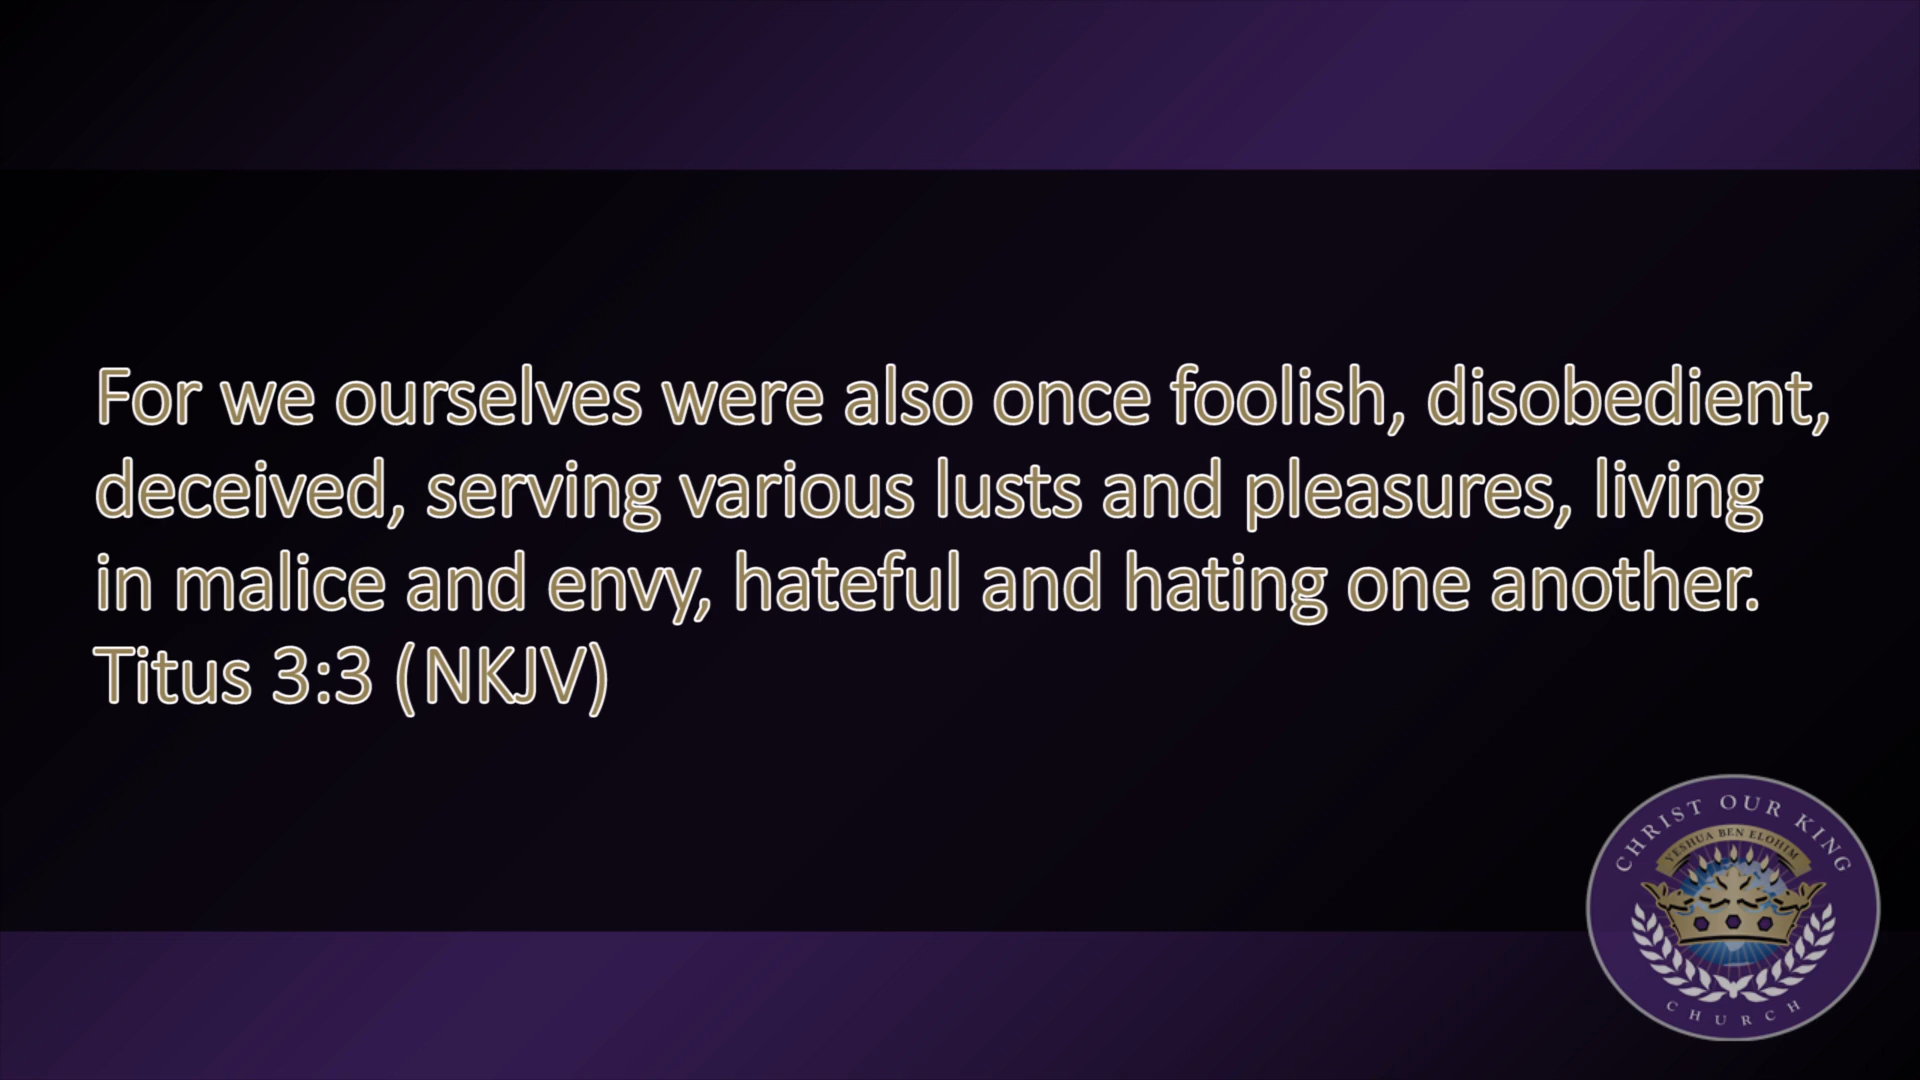 For we ourselves were also once foolish, disobedient,
deceived, serving various lusts and pleasures, living
in malice and envy, hateful and hating one another.
Titus 3:3 (NKJV)
CHRIST OUR KING
YESHUA BEN ELOHIM
CHURCH